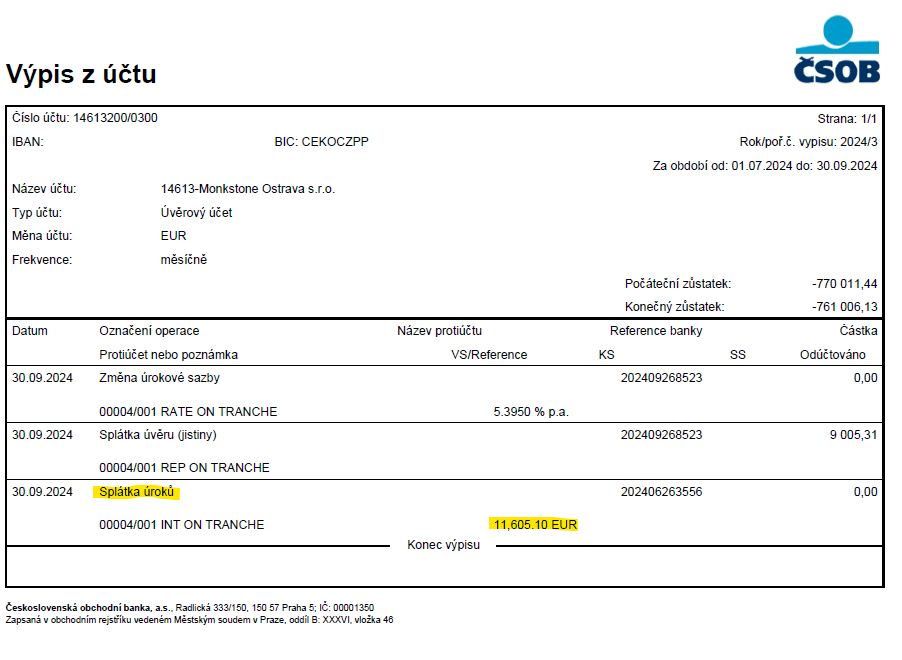 ČSOB
Výpis z účtu
Číslo účtu: 14613200/0300 Strana: 1/1
IBAN: BIC: CEKOCZPP Rok/poř.č. vypisu: 2024/3
Za období od: 01.07.2024 do: 30.09.2024
Název účtu: 14613-Monkstone Ostrava s.r.o.
Typ účtu: Úvěrový účet
Měna účtu: EUR
Frekvence: měsíčně
Počáteční zůstatek: -770 011,44
Konečný zůstatek: -761 006,13
Datum Označení operace Název protiúčtu Reference banky Částka
Protiúčet nebo poznámka VS/Reference KS SS Odúčtováno
30.09.2024 Změna úrokové sazby 202409268523 0,00
00004/001 RATE ON TRANCHE 5.3950 % p.a.
30.09.2024 Splátka úvěru (jistiny) 202409268523 9 005,31
00004/001 REP ON TRANCHE
30.09.2024 Splátka úroků 202406263556 0,00
00004/001 INT ON TRANCHE 11,605.10 EUR
Konec výpisu
Československá obchodní banka, a.s., Radlická 333/150, 150 57 Praha 5; IČ: 00001350
Zapsaná v obchodním rejstříku vedeném Městským soudem v Praze, oddíl B: XXXVI, vložka 46